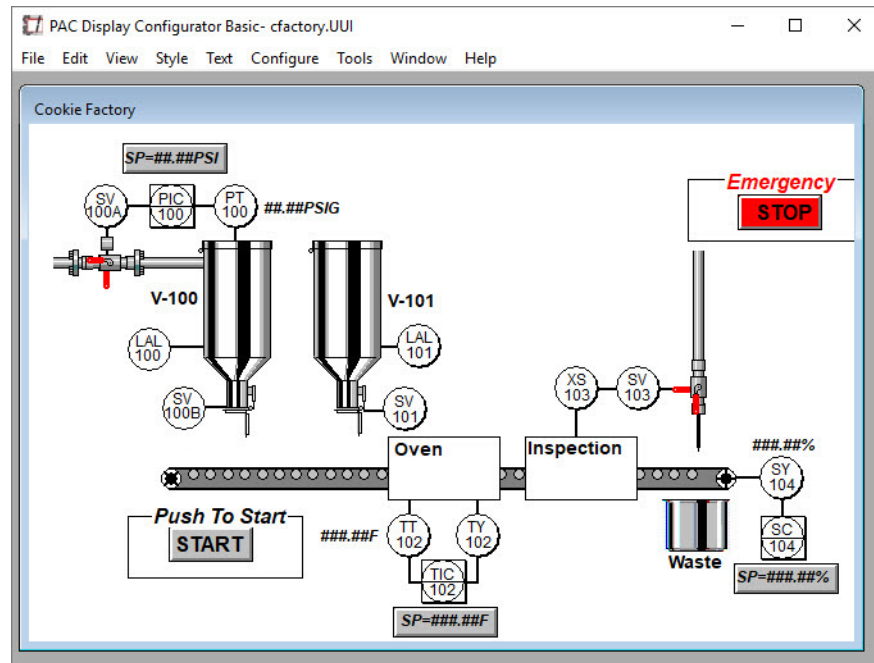 PAC Display Configurator Basic- cfactory.UUI
File Edit View Style Text Configure Tools Window Help
Cookie Factory
SP=##.##PSI
Emergency
STOP
SV
100A
PIC
100
PT
100
##.##PSIG
V-100
V-101
LAL
100
LAL
101
SV
100B
SV
101
XS
103
SV
103
Oven
Inspection
###.##%
SY
104
Push To Start
START
###.##F
TT
102
TY
102
SC
104
Waste
TIC
102
SP=###.##%
SP=###.##F